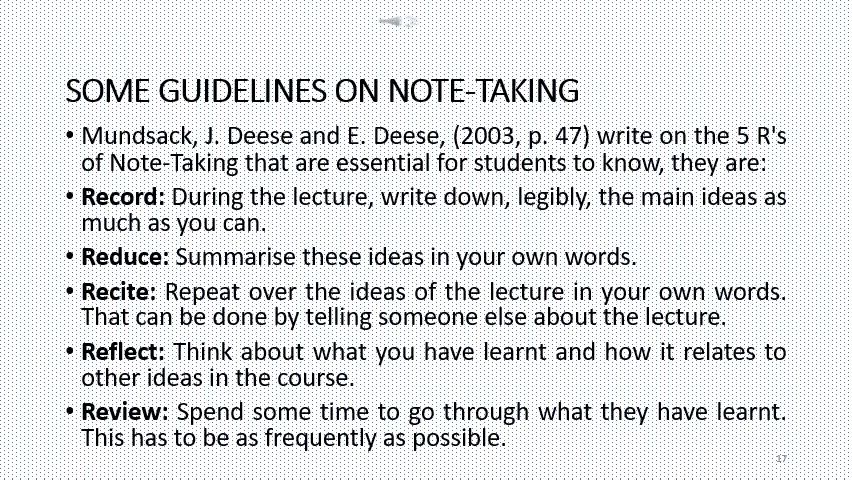 SOME GUIDELINES ON NOTE-TAKING
• Mundsack, J. Deese and E. Deese, (2003, p. 47) write on the 5 R's
of Note-Taking that are essential for students to know, they are:
• Record: During the lecture, write down, legibly, the main ideas as
much as you can.
• Reduce: Summarise these ideas in your own words.
• Recite: Repeat over the ideas of the lecture in your own words.
That can be done by telling someone else about the lecture.
• Reflect: Think about what you have learnt and how it relates to
other ideas in the course.
• Review: Spend some time to go through what they have learnt.
This has to be as frequently as possible.
17